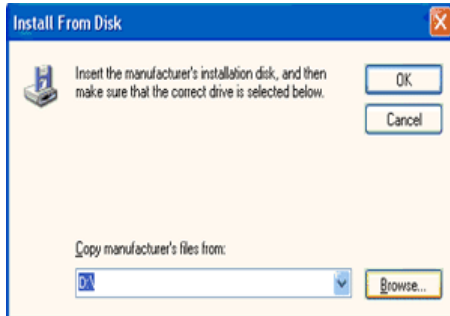 Install From Disk
Insert the manufacturer's installation disk, and then
make sure that the correct drive is selected below.
OK
Cancel
Copy manufacturer's files from:
D:\
Browse...